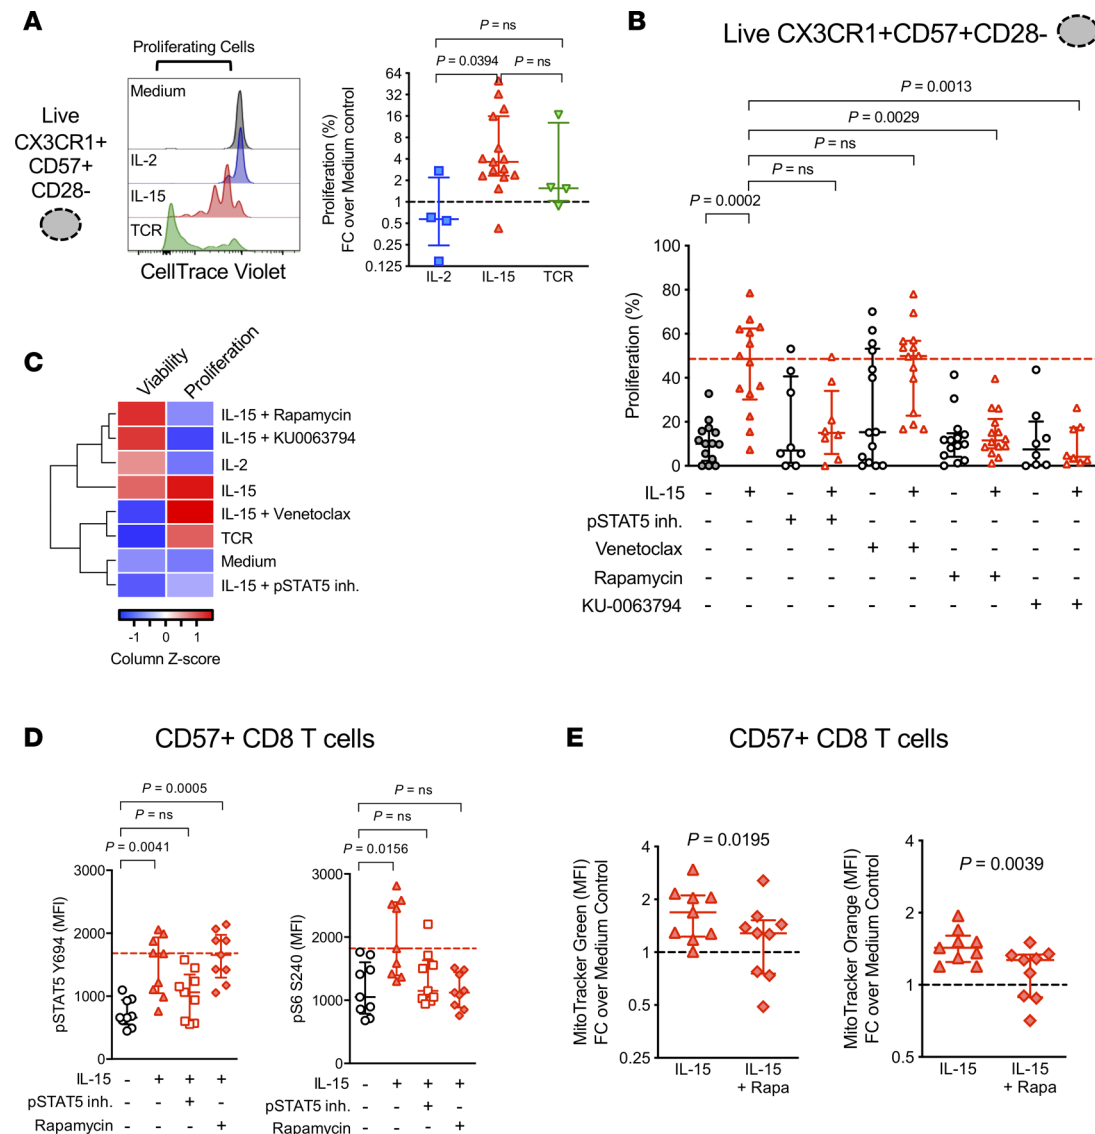 A
Proliferating Cells
Live
CX3CR1+
CD57+
CD28-
Medium
IL-2
IL-15
TCR
CellTrace Violet
P = ns
P = 0.0394
P = ns
Proliferation (%)
FC over Medium control
64
32
16
8
4
2
1
0.5
0.25
0.125
IL-2 IL-15 TCR
B
Live CX3CR1+CD57+CD28-
P = 0.0013
P = 0.0029
P = ns
P = ns
P = 0.0002
Proliferation (%)
100
80
60
40
20
0
IL-15 - + - + - + - + - +
pSTAT5 inh. - - + + - - - - - -
Venetoclax - - - - + + - - - -
Rapamycin - - - - - - + + - -
KU-0063794 - - - - - - - - + +
C
Viability
Proliferation
IL-15 + Rapamycin
IL-15 + KU0063794
IL-2
IL-15
IL-15 + Venetoclax
TCR
Medium
IL-15 + pSTAT5 inh.
-1 0 1
Column Z-score
D
CD57+ CD8 T cells
P = 0.0005
P = ns
P = 0.0041
pSTAT5 Y694 (MFI)
3000
2000
1000
0
IL-15 - + + +
pSTAT5 inh. - - + -
Rapamycin - - - +
P = ns
P = ns
P = 0.0156
pS6 S240 (MFI)
3000
2000
1000
0
- + + +
- - + -
- - - +
E
CD57+ CD8 T cells
P = 0.0195
MitoTracker Green (MFI)
FC over Medium Control
4
2
1
0.5
0.25
IL-15 IL-15
+ Rapa
P = 0.0039
MitoTracker Orange (MFI)
FC over Medium Control
4
2
1
0.5
IL-15 IL-15
+ Rapa